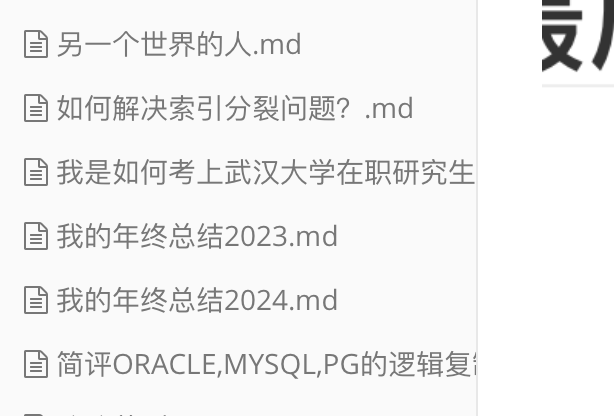 另一个世界的人.md
如何解决索引分裂问题？.md
我是如何考上武汉大学在职研究生
我的年终总结2023.md
我的年终总结2024.md
简评ORACLE,MYSQL,PG的逻辑复